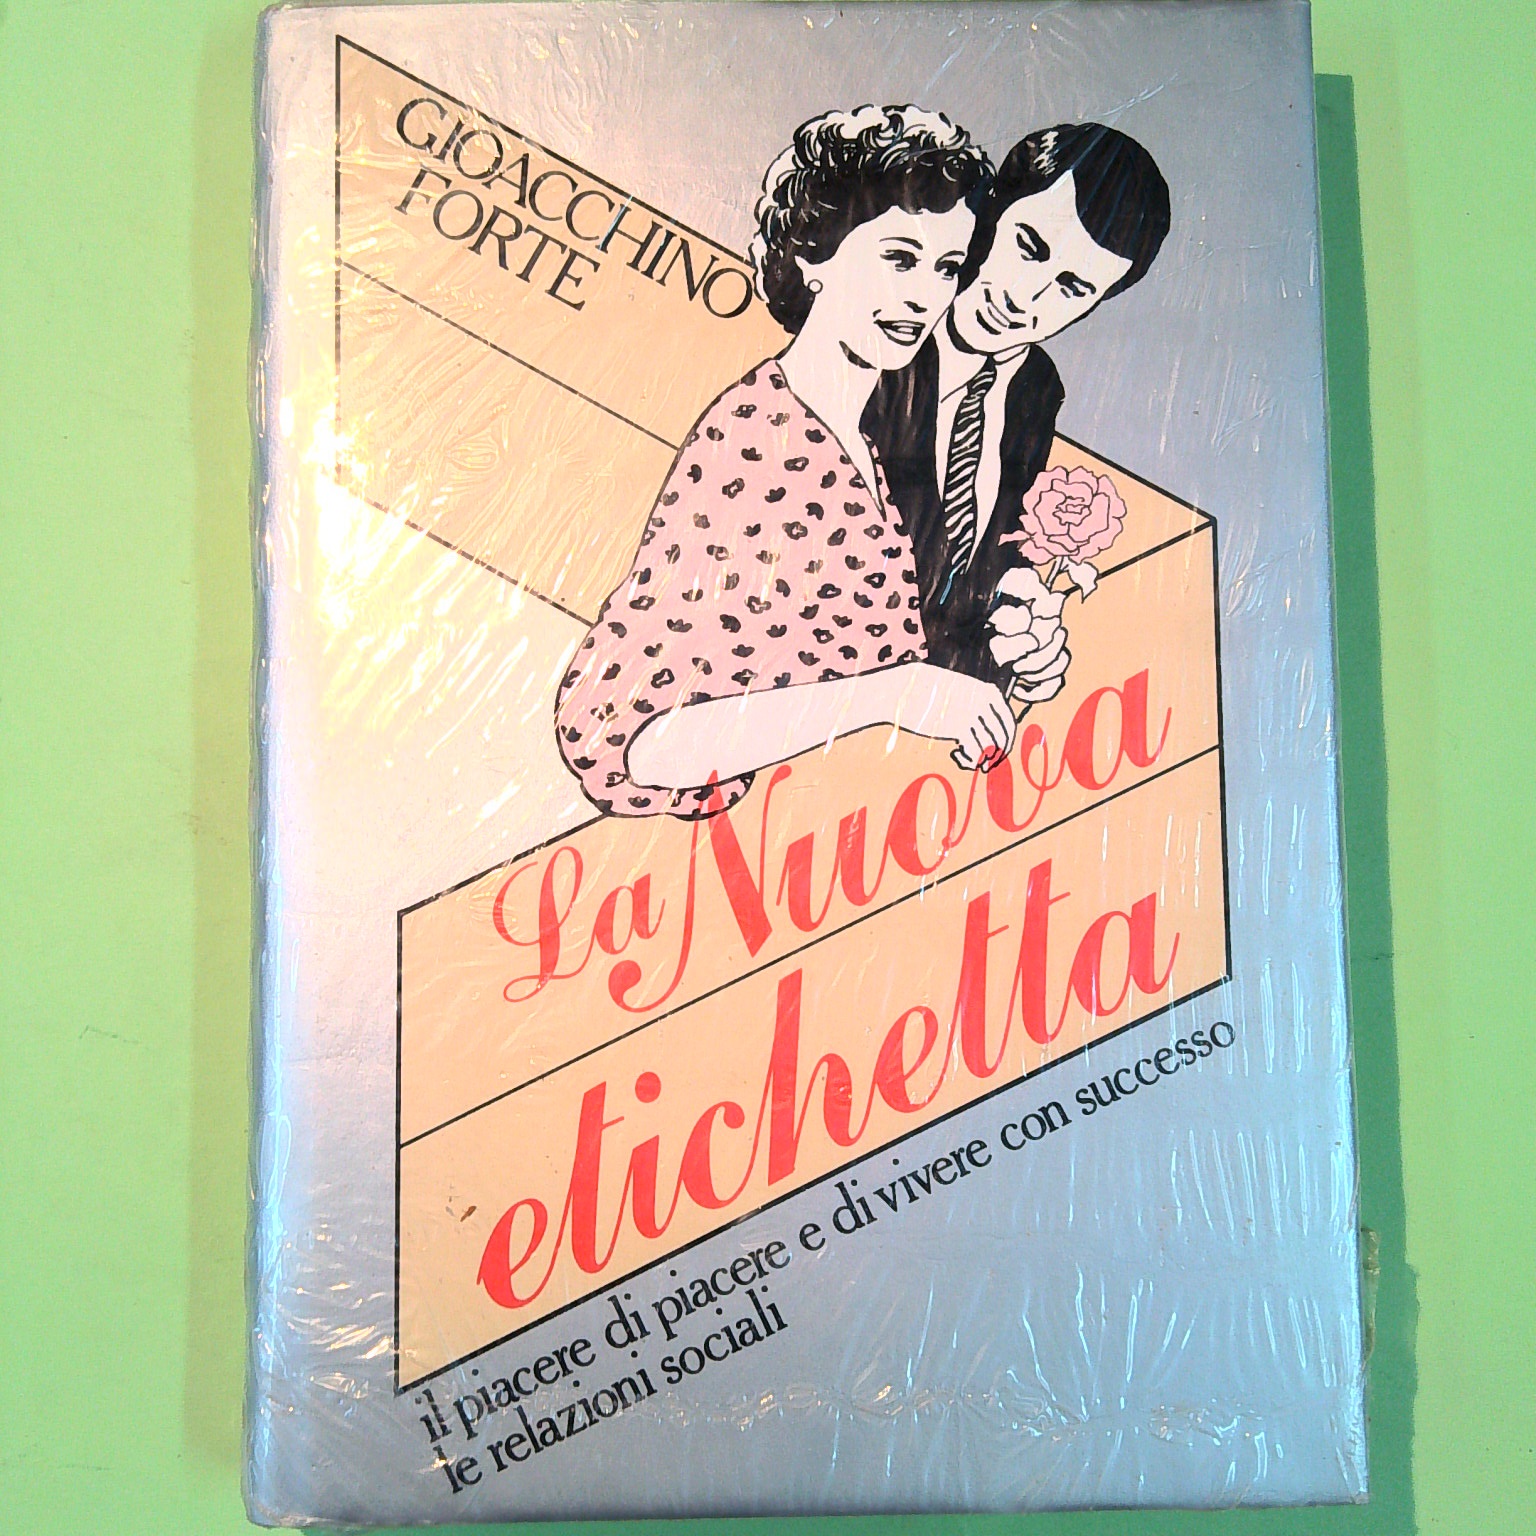 GIOACCHINO
FORTE
La Nuova
etichetta
il piacere di piacere e di vivere con successo
le relazioni sociali